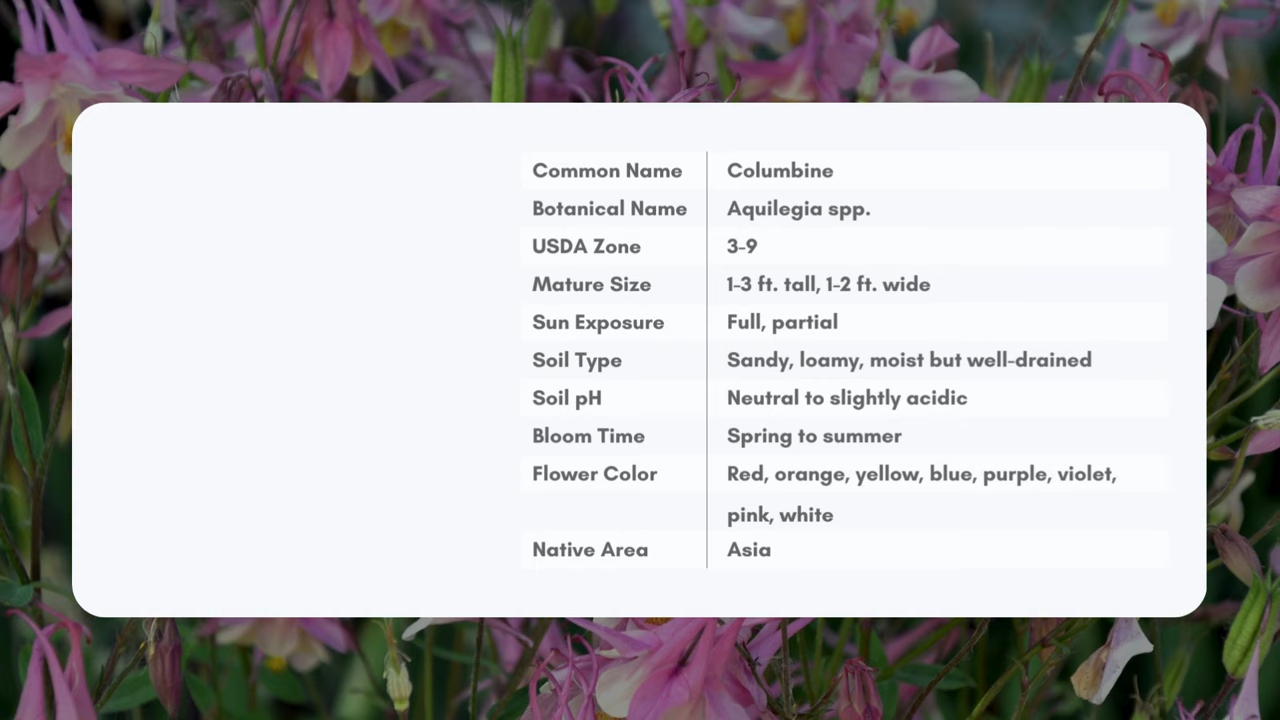 Common Name Columbine
Botanical Name Aquilegia spp.
USDA Zone 3-9
Mature Size 1-3 ft. tall, 1-2 ft. wide
Sun Exposure Full, partial
Soil Type Sandy, loamy, moist but well-drained
Soil pH Neutral to slightly acidic
Bloom Time Spring to summer
Flower Color Red, orange, yellow, blue, purple, violet,
pink, white
Native Area Asia